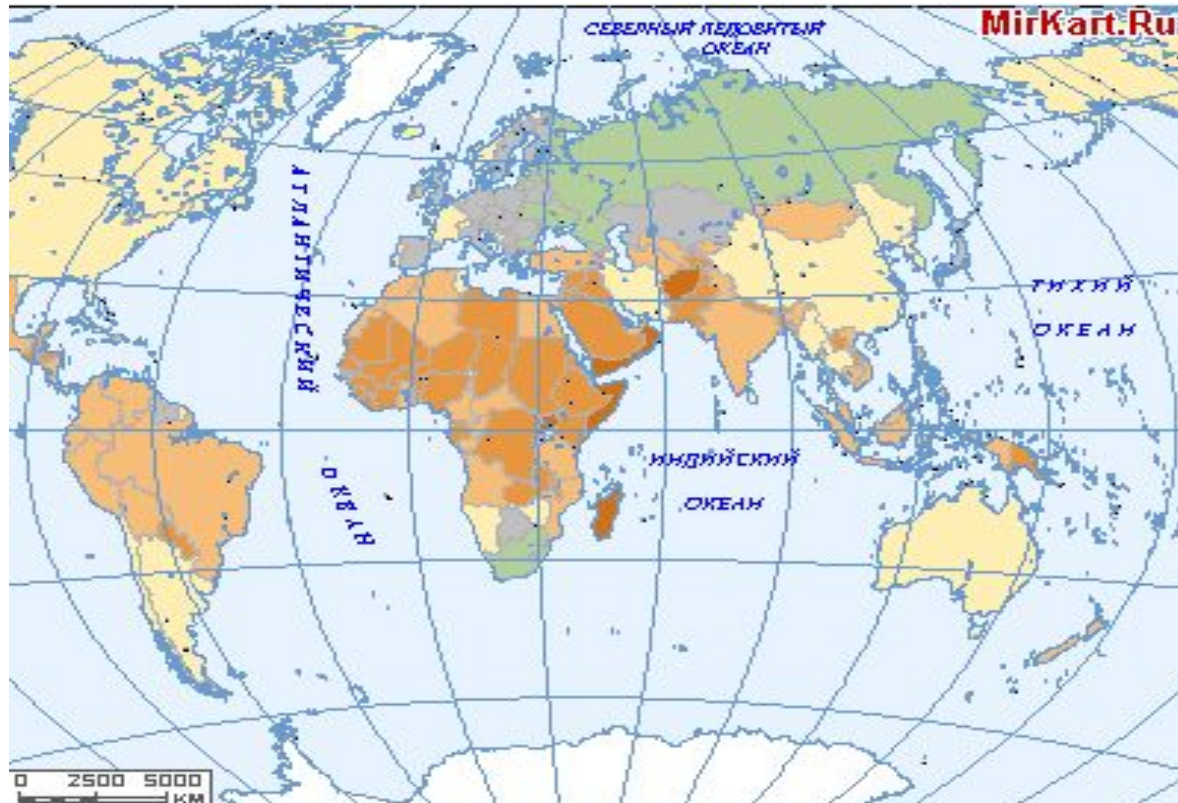 СЕВЕРНЫЙ ЛЕДОВИТЫЙ
ОКЕАН
MirKart.Ru
АТЛАНТИЧЕСКИЙ
ОКЕАН
ТИХИЙ
ОКЕАН
ИНДИЙСКИЙ
ОКЕАН
0 2500 5000
КМ